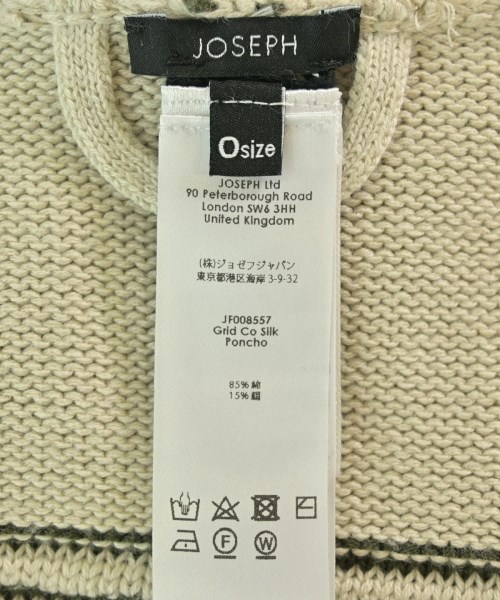 JOSEPH
Osize
JOSEPH Ltd
90 Peterborough Road
London SW6 3HH
United Kingdom
(株)ジョゼフジャパン
東京都港区海岸3-9-32
JF008557
Grid Co Silk
Poncho
85% 綿
15% 絹
F W